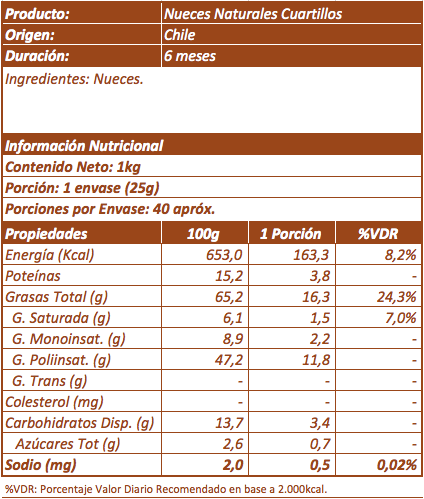 Producto: Nueces Naturales Cuartillos
Origen: Chile
Duración: 6 meses
Ingredientes: Nueces.
Información Nutricional
Contenido Neto: 1kg
Porción: 1 envase (25g)
Porciones por Envase: 40 apróx.
Propiedades 100g 1 Porción %VDR
Energía (Kcal) 653,0 163,3 8,2%
Poteínas 15,2 3,8 -
Grasas Total (g) 65,2 16,3 24,3%
G. Saturada (g) 6,1 1,5 7,0%
G. Monoinsat. (g) 8,9 2,2 -
G. Poliinsat. (g) 47,2 11,8 -
G. Trans (g) - - -
Colesterol (mg) - - -
Carbohidratos Disp. (g) 13,7 3,4 -
Azúcares Tot (g) 2,6 0,7 -
Sodio (mg) 2,0 0,5 0,02%
%VDR: Porcentaje Valor Diario Recomendado en base a 2.000kcal.